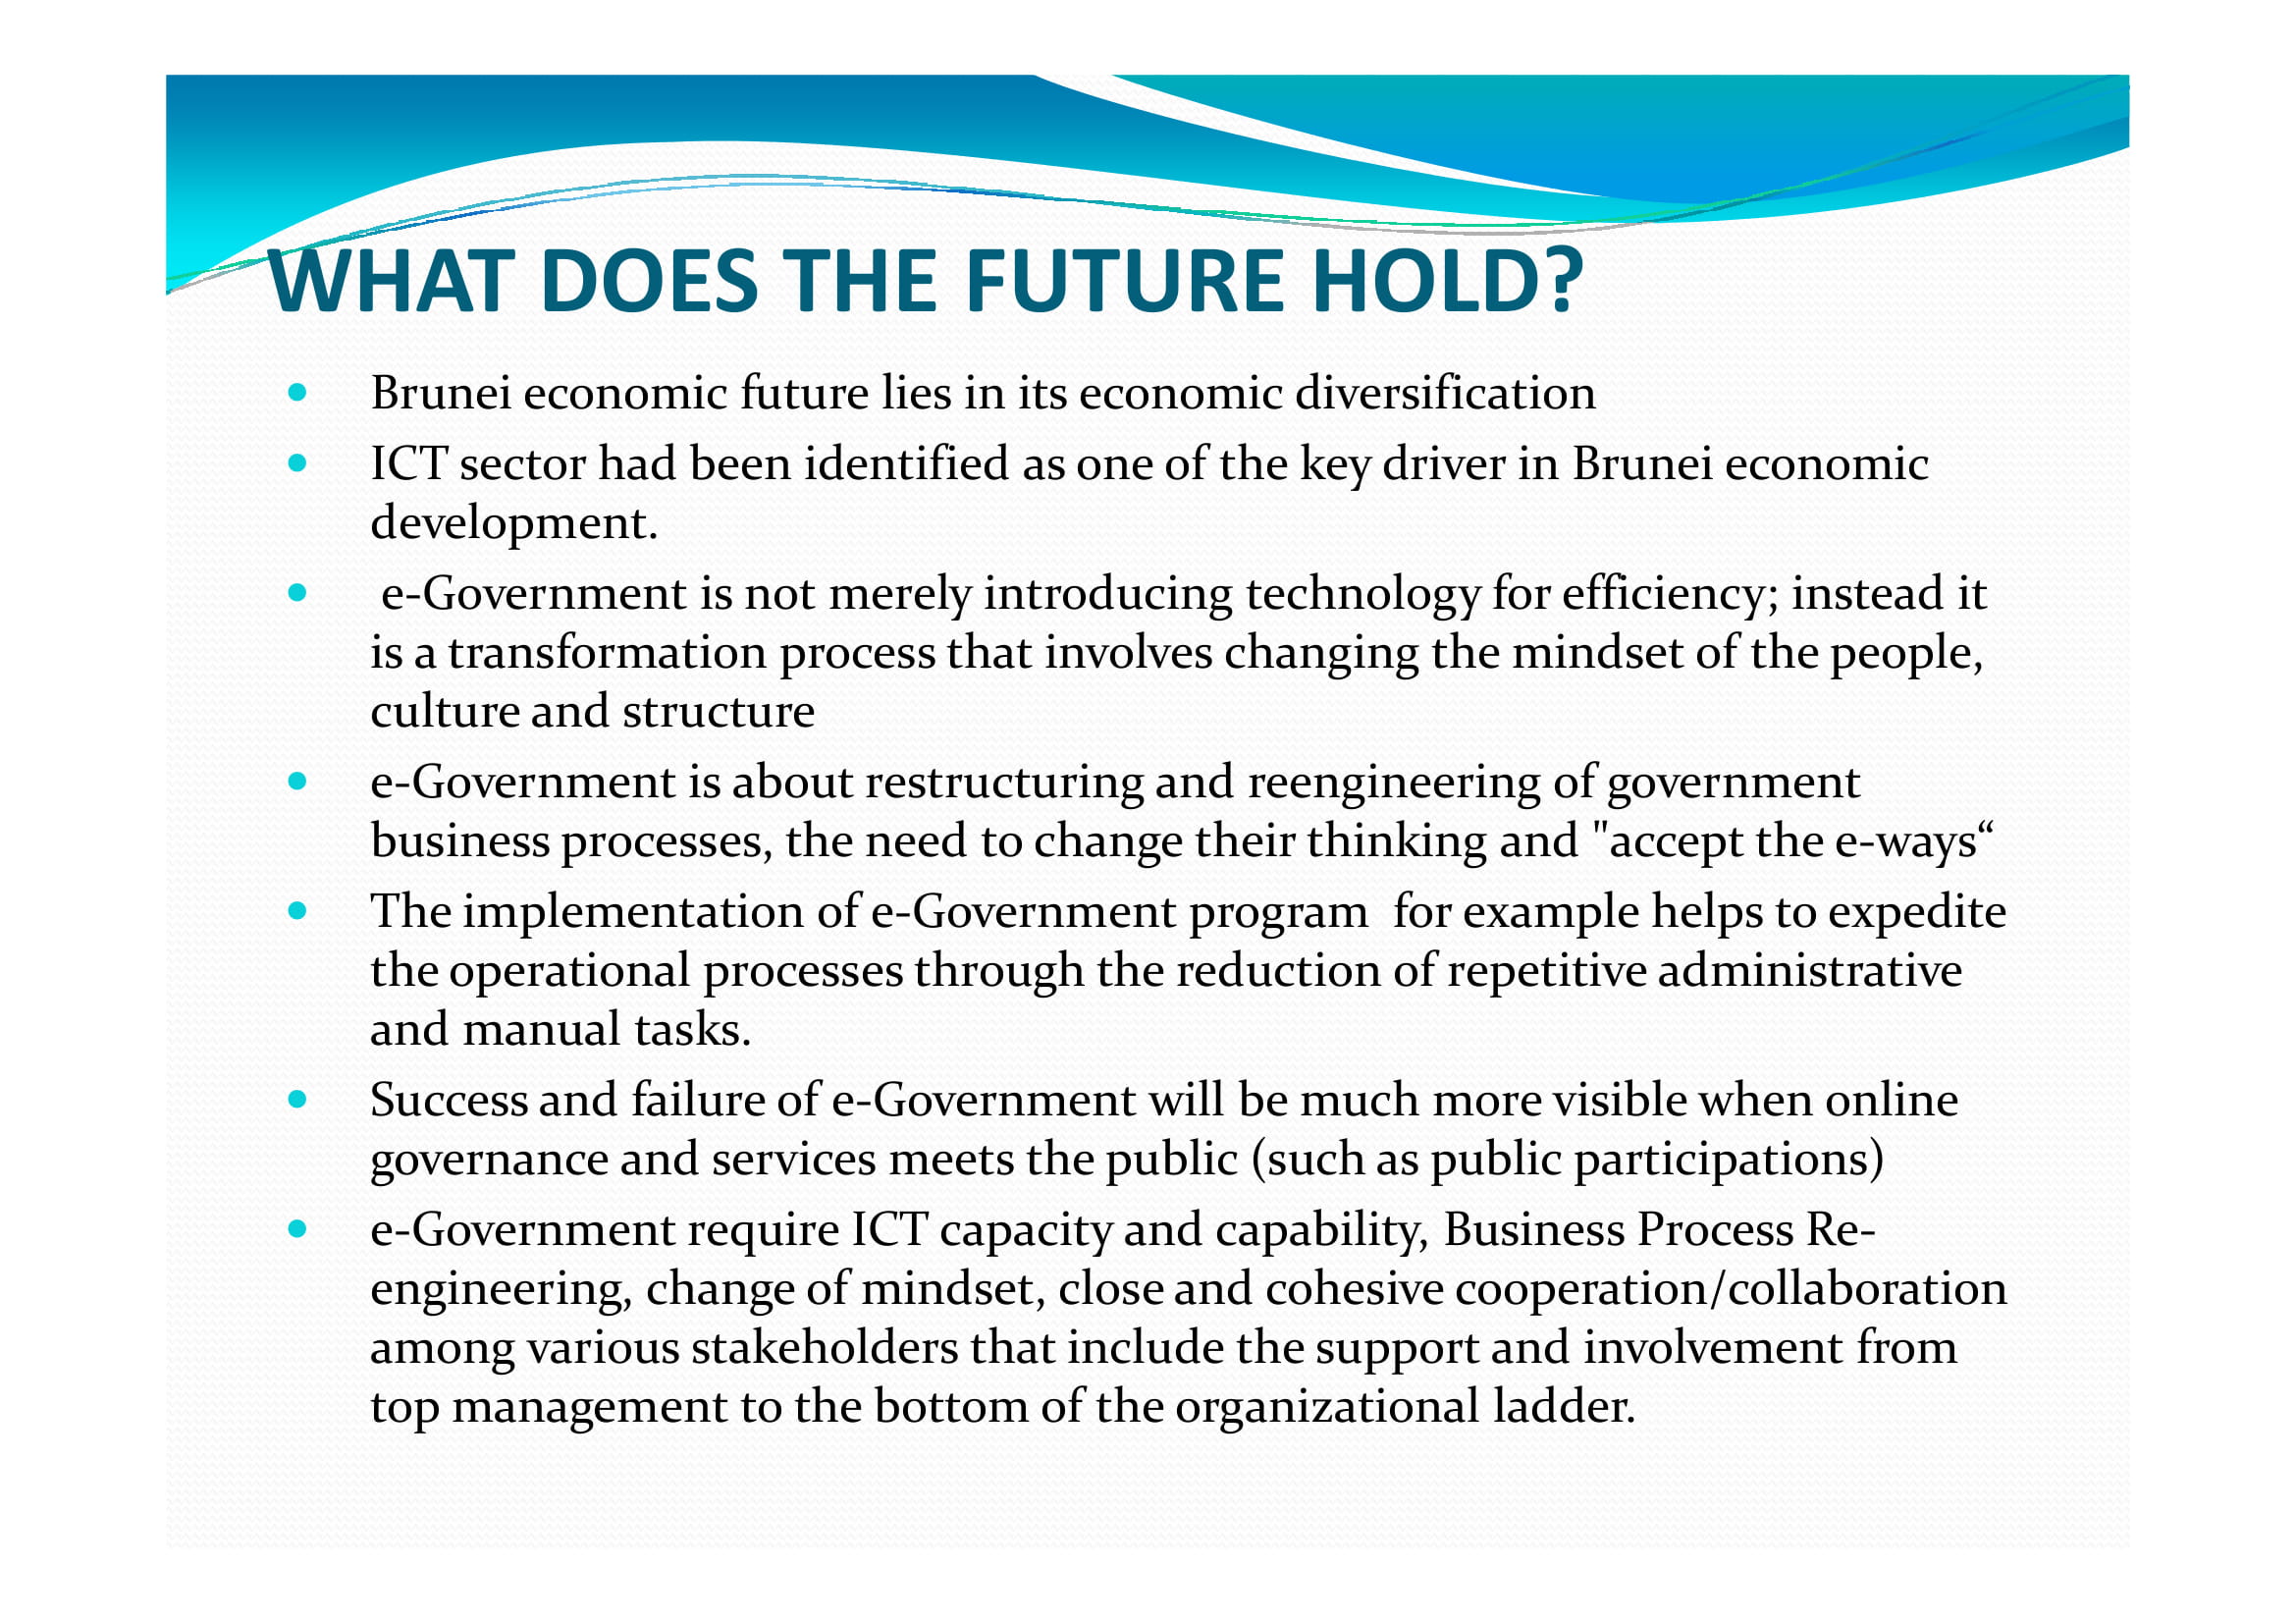 WHAT DOES THE FUTURE HOLD?
• Brunei economic future lies in its economic diversification
• ICT sector had been identified as one of the key driver in Brunei economic
development.
• e-Government is not merely introducing technology for efficiency; instead it
is a transformation process that involves changing the mindset of the people,
culture and structure
• e-Government is about restructuring and reengineering of government
business processes, the need to change their thinking and "accept the e-ways“
• The implementation of e-Government program  for example helps to expedite
the operational processes through the reduction of repetitive administrative
and manual tasks.
• Success and failure of e-Government will be much more visible when online
governance and services meets the public (such as public participations)
• e-Government require ICT capacity and capability, Business Process Re-
engineering, change of mindset, close and cohesive cooperation/collaboration
among various stakeholders that include the support and involvement from
top management to the bottom of the organizational ladder.